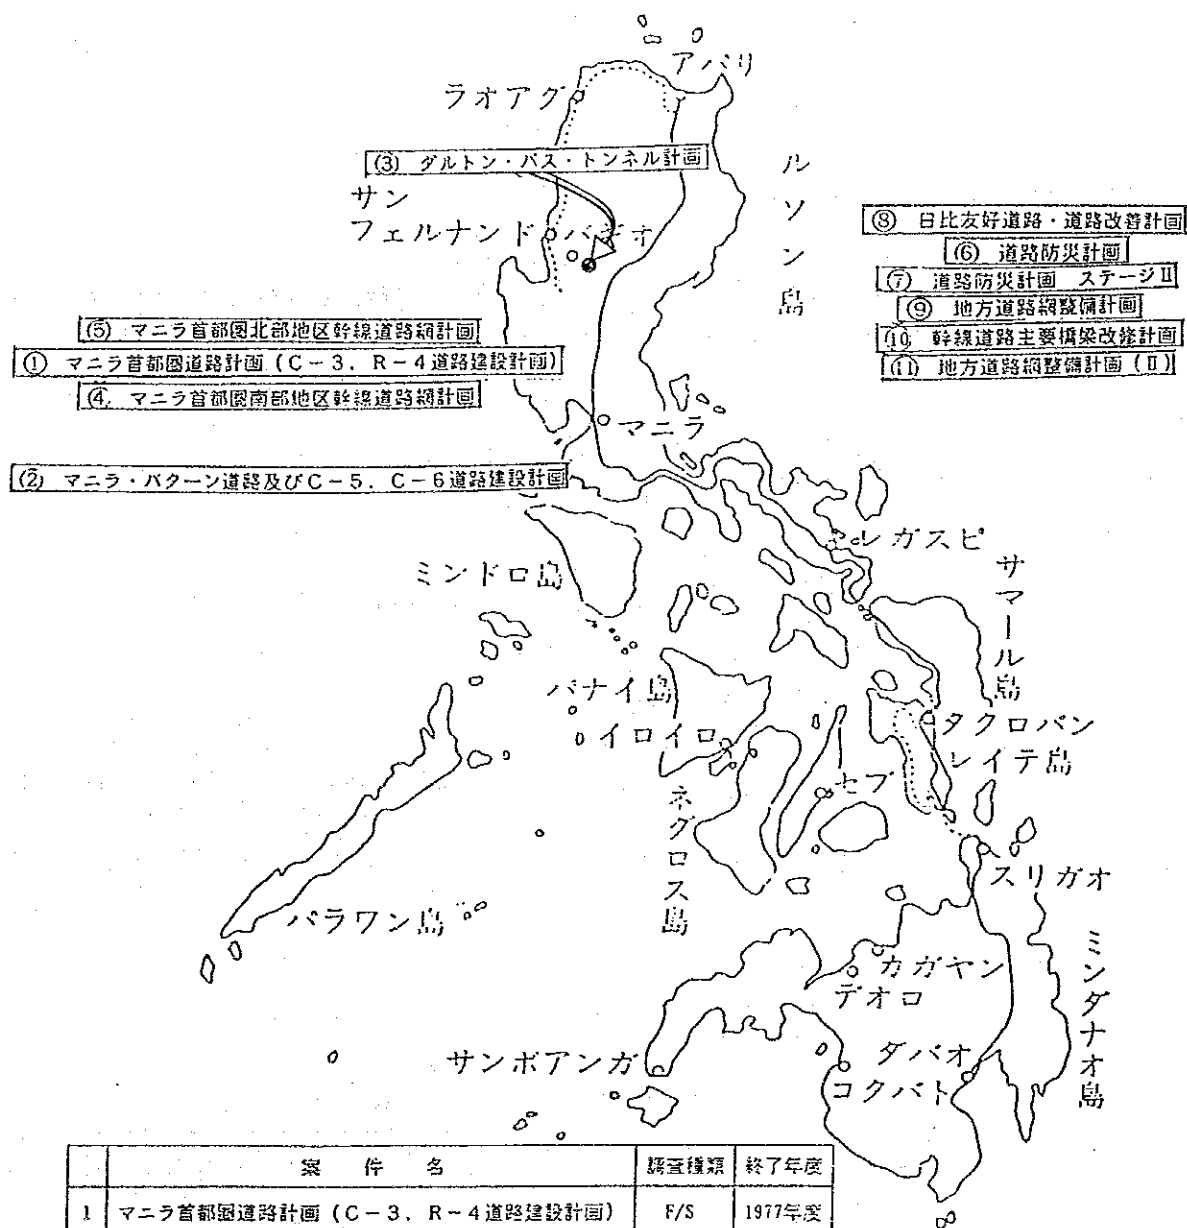 アパリ
ラオアグ
③ ダルトン・パス・トンネル計画
ルソン島
サン
フェルナンド
バギオ
⑧ 日比友好道路・道路改善計画
⑥ 道路防災計画
⑦ 道路防災計画 ステージⅡ
⑨ 地方道路網整備計画
⑩ 幹線道路主要橋梁改修計画
⑪ 地方道路網整備計画(Ⅱ)
⑤ マニラ首都圏北部地区幹線道路網計画
① マニラ首都圏道路計画(C-3,R-4道路建設計画)
④ マニラ首都圏南部地区幹線道路網計画
マニラ
② マニラ・バターン道路及びC-5,C-6道路建設計画
レガスピ
ミンドロ島
サマール島
パナイ島
イロイロ
タクロバン
レイテ島
セブ
ネグロス島
スリガオ
パラワン島
カガヤン
デオロ
ミンダナオ島
サンボアンガ
ダバオ
コタバト
案件名 調査種類 終了年度
1 マニラ首都圏道路計画(C-3,R-4道路建設計画) F/S 1977年度